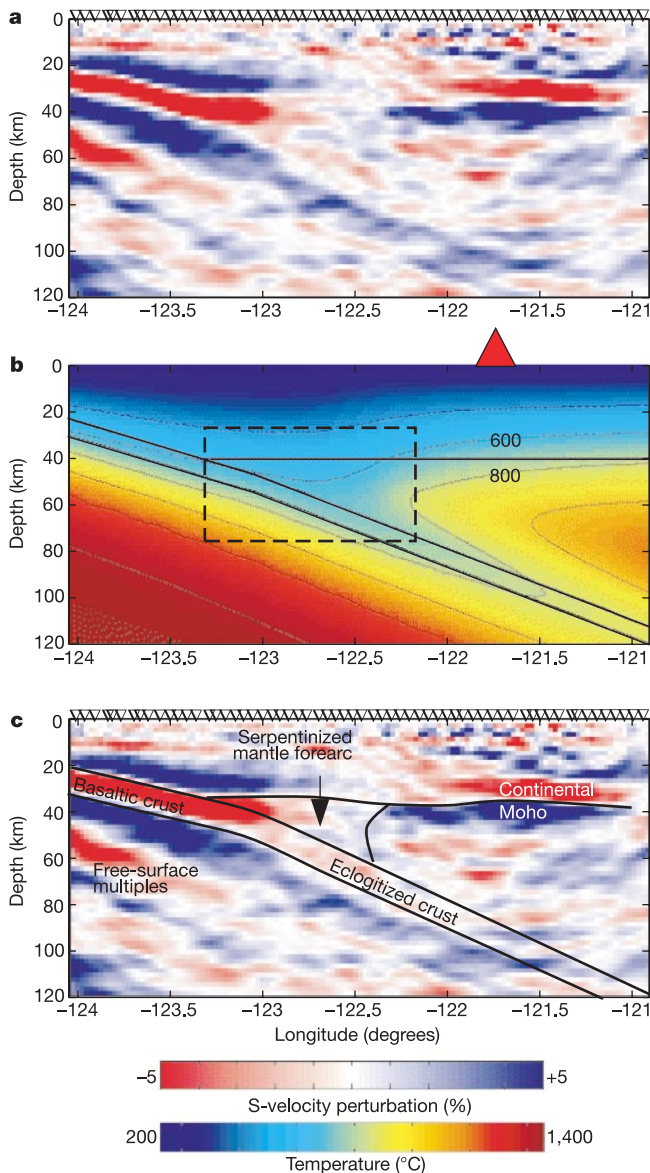 a
0
20
40
60
80
100
120
Depth (km)
−124 −123.5 −123 −122.5 −122 −121.5 −121
b
0
20
40
60
80
100
120
Depth (km)
600
800
−124 −123.5 −123 −122.5 −122 −121.5 −121
c
0
20
40
60
80
100
120
Depth (km)
Serpentinized
mantle forearc
Basaltic crust
Continental
Moho
Free-surface
multiples
Eclogitized crust
−124 −123.5 −123 −122.5 −122 −121.5 −121
Longitude (degrees)
−5 +5
S-velocity perturbation (%)
200 1,400
Temperature (°C)